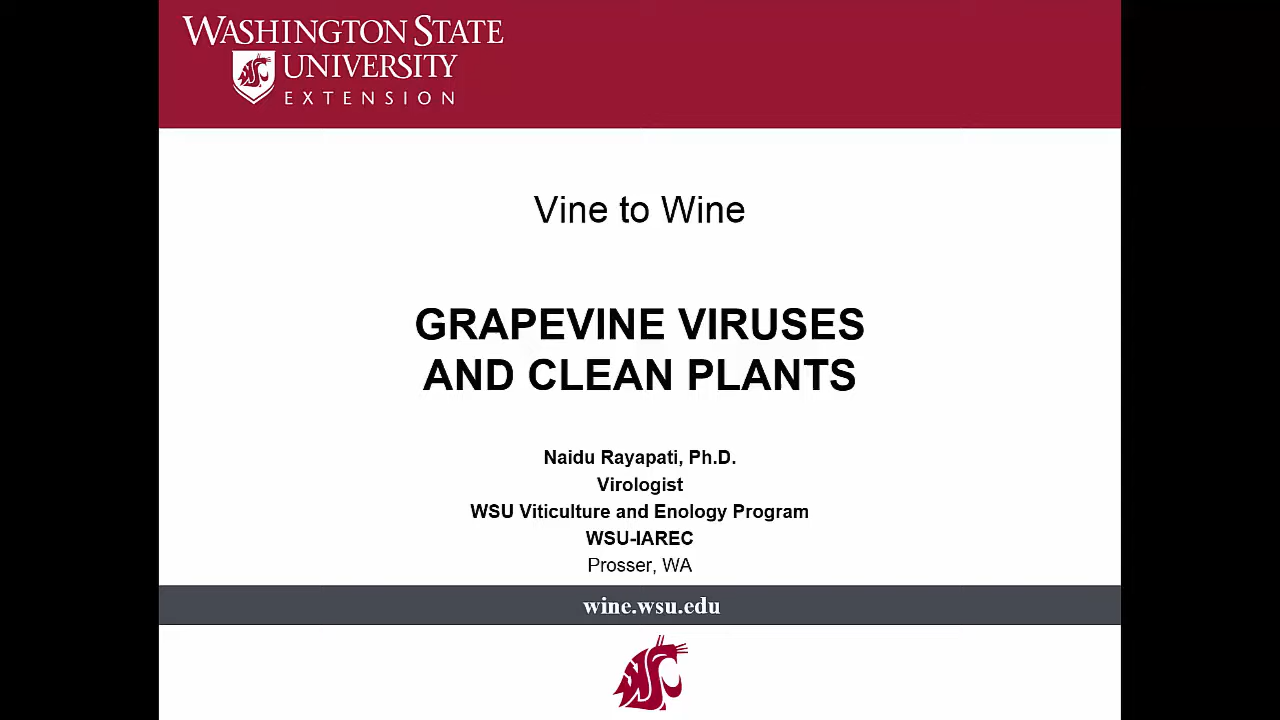 WASHINGTON STATE
UNIVERSITY
EXTENSION
Vine to Wine
GRAPEVINE VIRUSES
AND CLEAN PLANTS
Naidu Rayapati, Ph.D.
Virologist
WSU Viticulture and Enology Program
WSU-IAREC
Prosser, WA
wine.wsu.edu